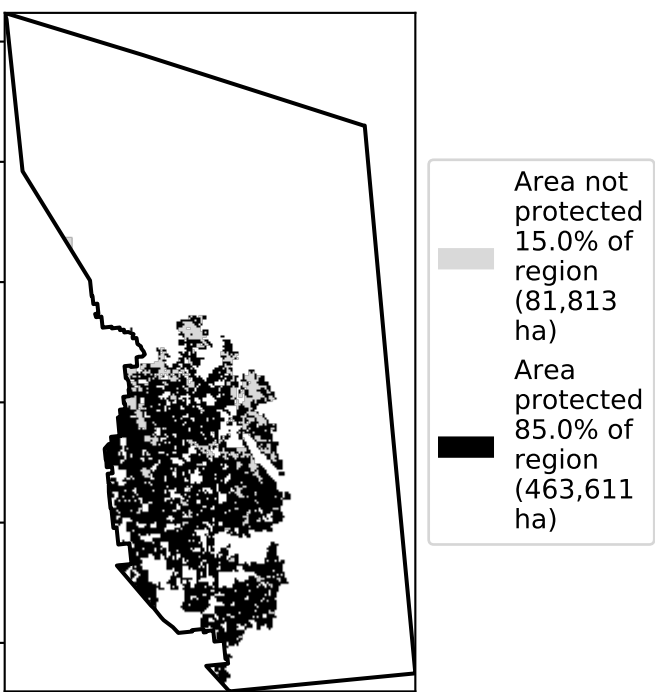 Area not
protected
15.0% of
region
(81,813
ha)
Area
protected
85.0% of
region
(463,611
ha)